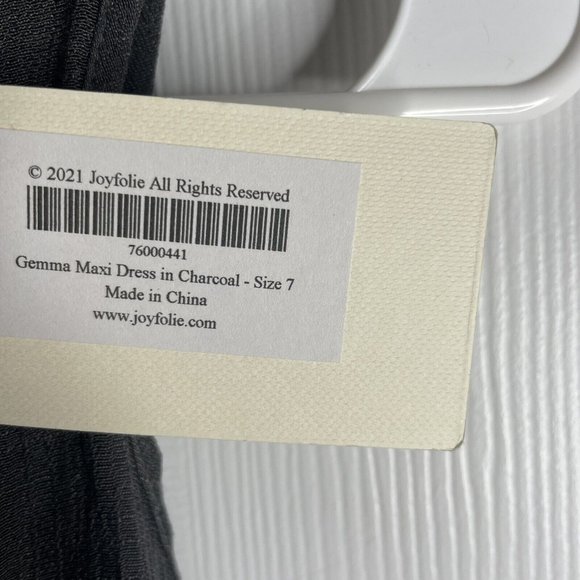 © 2021 Joyfolie All Rights Reserved
76000441
Gemma Maxi Dress in Charcoal - Size 7
Made in China
www.joyfolie.com